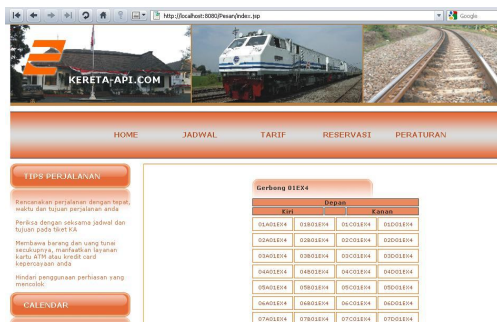 http://localhost:8080/Pesan/index.jsp
Google
KERETA-API.COM
HOME JADWAL TARIF RESERVASI PERATURAN
TIPS PERJALANAN
Rencanakan perjalanan dengan tepat,
waktu dan tujuan perjalanan anda
Periksa dengan seksama jadwal dan
tujuan pada tiket KA
Membawa barang dan uang tunai
secukupnya, manfaatkan layanan
kartu ATM atau kredit card
kepercayaan anda
Hindari penggunaan perhiasan yang
mencolok
CALENDAR
Gerbong 01EX4
Depan
Kiri Kanan
01A01EX4 01B01EX4 01C01EX4 01D01EX4
02A01EX4 02B01EX4 02C01EX4 02D01EX4
03A01EX4 03B01EX4 03C01EX4 03D01EX4
04A01EX4 04B01EX4 04C01EX4 04D01EX4
05A01EX4 05B01EX4 05C01EX4 05D01EX4
06A01EX4 06B01EX4 06C01EX4 06D01EX4
07A01EX4 07B01EX4 07C01EX4 07D01EX4